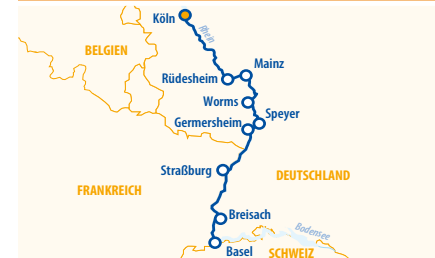 Köln
Rhein
BELGIEN
Mainz
Rüdesheim
Worms
Speyer
Germersheim
Straßburg
DEUTSCHLAND
FRANKREICH
Breisach
Bodensee
Basel
SCHWEIZ